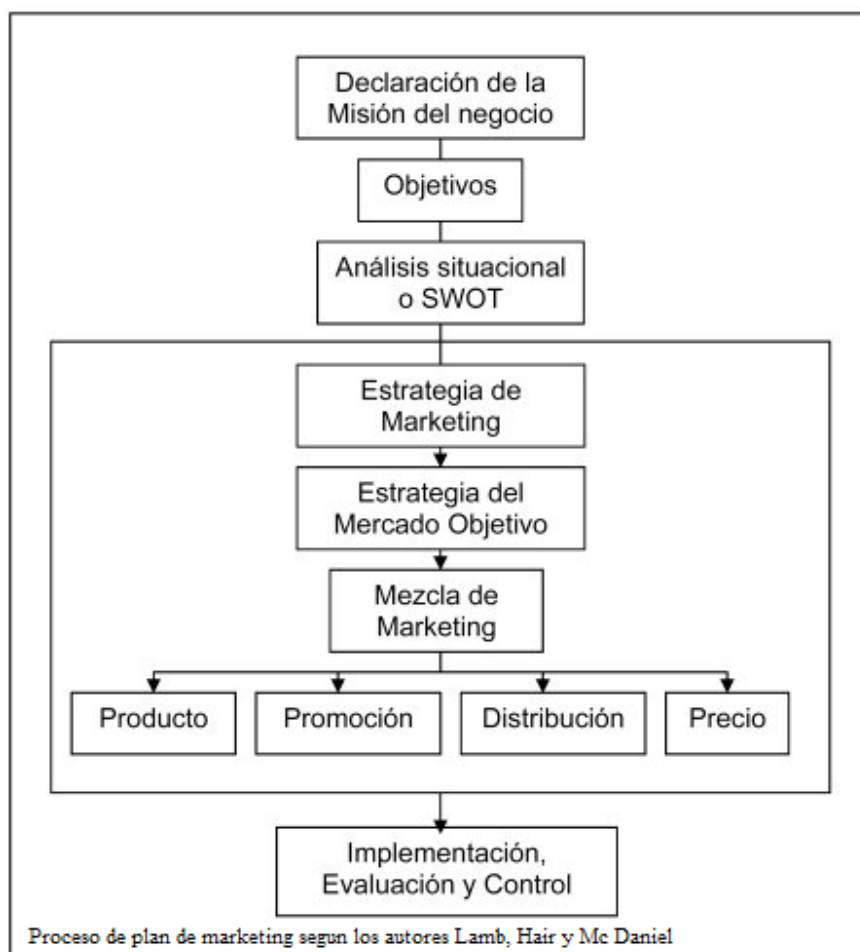 Declaración de la
Misión del negocio
Objetivos
Análisis situacional
o SWOT
Estrategia de
Marketing
Estrategia del
Mercado Objetivo
Mezcla de
Marketing
Producto
Promoción
Distribución
Precio
Implementación,
Evaluación y Control
Proceso de plan de marketing segun los autores Lamb, Hair y Mc Daniel